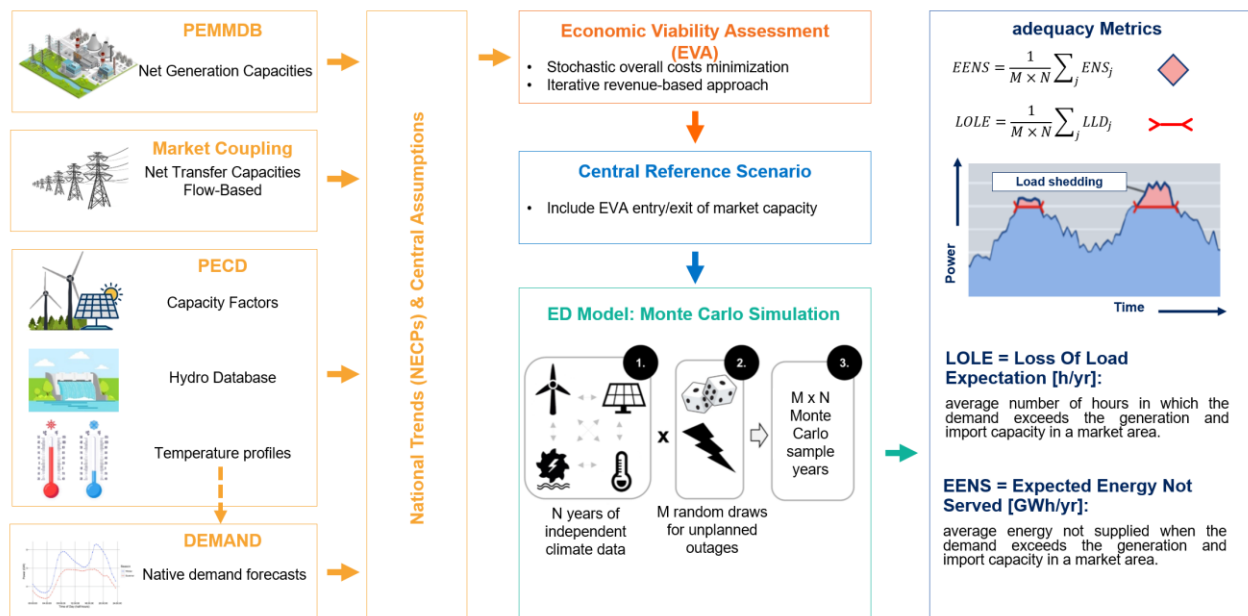 PEMMDB
Net Generation Capacities
Market Coupling
Net Transfer Capacities
Flow-Based
PECD
Capacity Factors
Hydro Database
Temperature profiles
DEMAND
Native demand forecasts
National Trends (NECPs) & Central Assumptions
Economic Viability Assessment
(EVA)
• Stochastic overall costs minimization
• Iterative revenue-based approach
Central Reference Scenario
• Include EVA entry/exit of market capacity
ED Model: Monte Carlo Simulation
1.
2.
3.
x
M x N
Monte
Carlo
sample
years
N years of
independent
climate data
M random draws
for unplanned
outages
adequacy Metrics
EENS = 1/(M × N) ∑_j ENS_j
LOLE = 1/(M × N) ∑_j LLD_j
Load shedding
Power
Time
LOLE = Loss Of Load
Expectation [h/yr]:
average number of hours in which the
demand exceeds the generation and
import capacity in a market area.
EENS = Expected Energy Not
Served [GWh/yr]:
average energy not supplied when the
demand exceeds the generation and
import capacity in a market area.